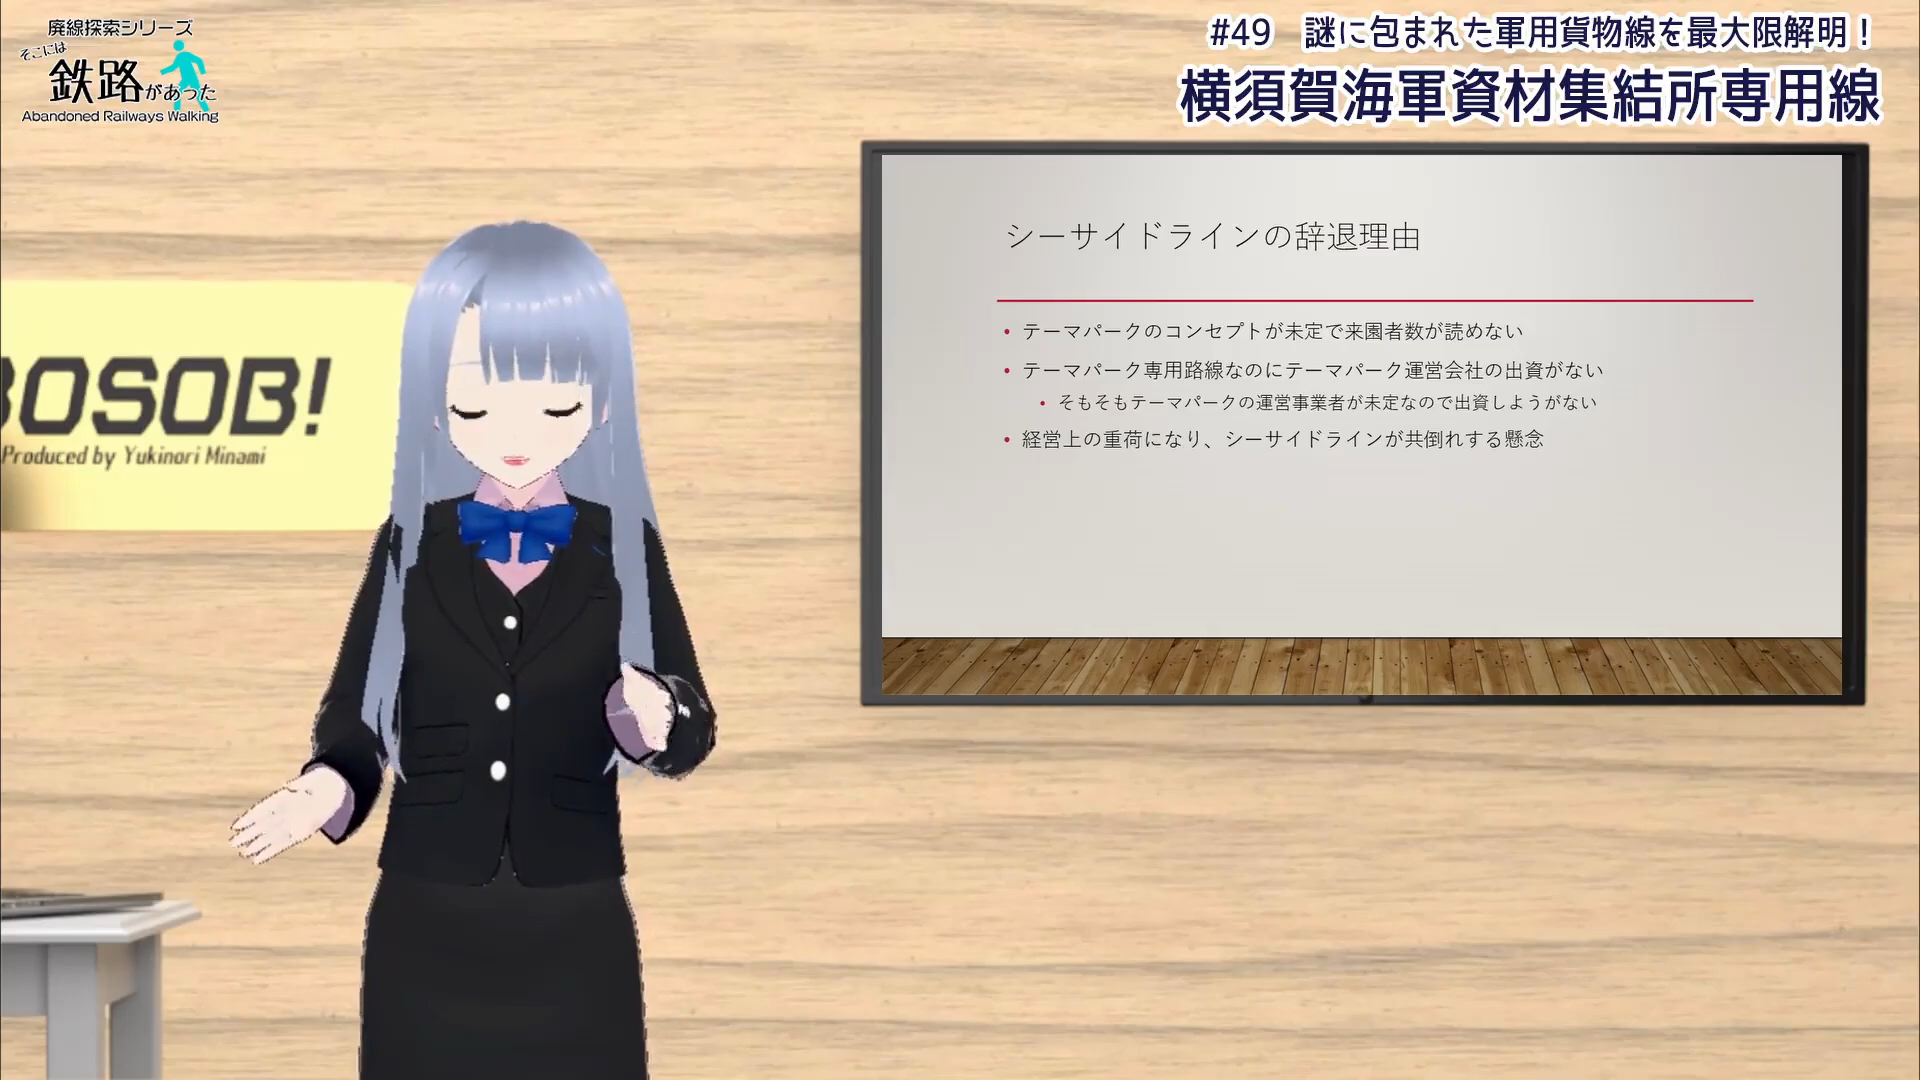 廃線探索シリーズ
そこには
鉄路があった
Abandoned Railways Walking
#49 謎に包まれた軍用貨物線を最大限解明！
横須賀海軍資材集結所専用線
シーサイドラインの辞退理由
• テーマパークのコンセプトが未定で来園者数が読めない
• テーマパーク専用路線なのにテーマパーク運営会社の出資がない
• そもそもテーマパークの運営事業者が未定なので出資しようがない
• 経営上の重荷になり、シーサイドラインが共倒れする懸念
BOSOB!
Produced by Yukinori Minami